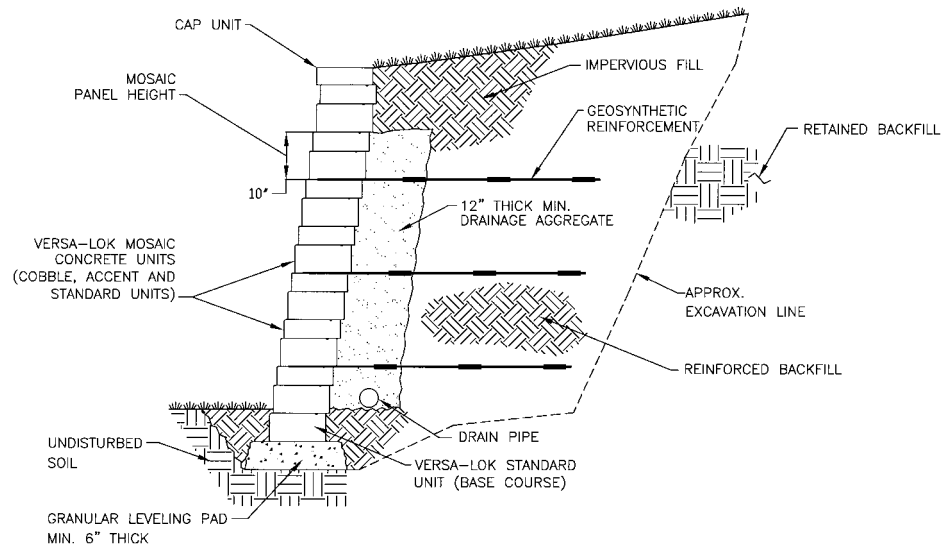 CAP UNIT
MOSAIC
PANEL HEIGHT
IMPERVIOUS FILL
GEOSYNTHETIC
REINFORCEMENT
RETAINED BACKFILL
10"
12" THICK MIN.
DRAINAGE AGGREGATE
VERSA-LOK MOSAIC
CONCRETE UNITS
(COBBLE, ACCENT AND
STANDARD UNITS)
APPROX.
EXCAVATION LINE
REINFORCED BACKFILL
UNDISTURBED
SOIL
DRAIN PIPE
VERSA-LOK STANDARD
UNIT (BASE COURSE)
GRANULAR LEVELING PAD
MIN. 6" THICK